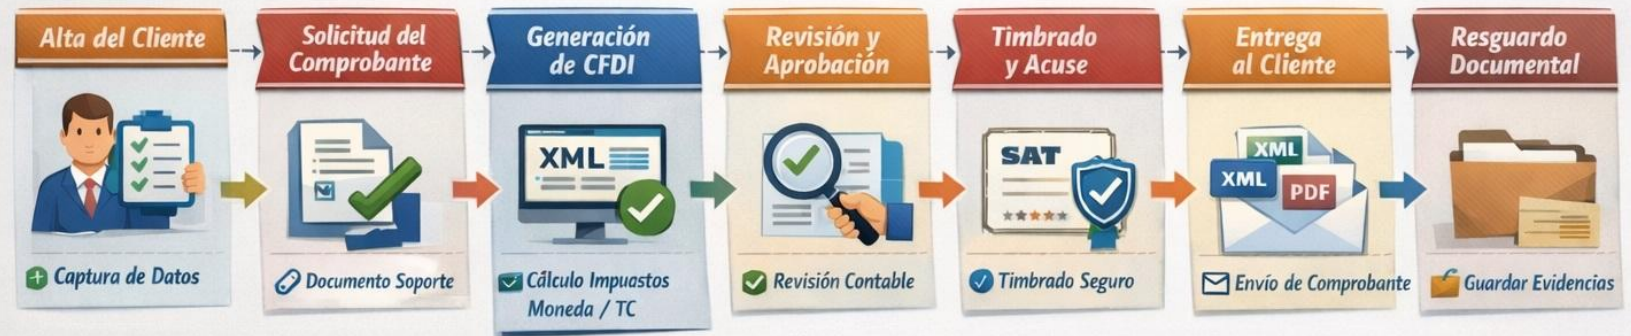 Alta del Cliente
Captura de Datos
Solicitud del
Comprobante
Documento Soporte
Generación
de CFDI
XML
Cálculo Impuestos
Moneda / TC
Revisión y
Aprobación
Revisión Contable
Timbrado
y Acuse
SAT
Timbrado Seguro
Entrega
al Cliente
XML
XML
PDF
Envío de Comprobante
Resguardo
Documental
Guardar Evidencias